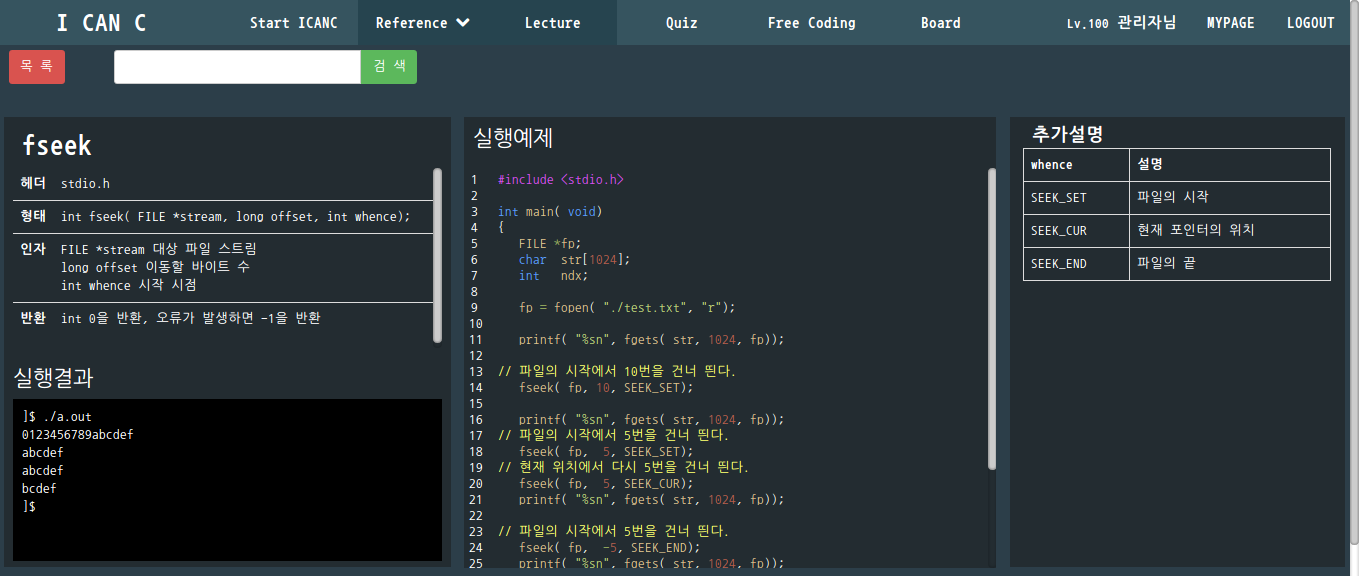 I CAN C
Start ICANC
Reference
Lecture
Quiz
Free Coding
Board
Lv.100 관리자님
MYPAGE
LOGOUT
목 록
검 색
fseek
헤더 stdio.h
형태 int fseek( FILE *stream, long offset, int whence);
인자 FILE *stream 대상 파일 스트림
long offset 이동할 바이트 수
int whence 시작 시점
반환 int 0을 반환, 오류가 발생하면 -1을 반환
실행결과
]$ ./a.out
0123456789abcdef
abcdef
abcdef
bcdef
]$
실행예제
1 #include <stdio.h>
2
3 int main( void)
4 {
5 FILE *fp;
6 char str[1024];
7 int ndx;
8
9 fp = fopen( "./test.txt", "r");
10
11 printf( "%sn", fgets( str, 1024, fp));
12
13 // 파일의 시작에서 10번을 건너 띈다.
14 fseek( fp, 10, SEEK_SET);
15
16 printf( "%sn", fgets( str, 1024, fp));
17 // 파일의 시작에서 5번을 건너 띈다.
18 fseek( fp, 5, SEEK_SET);
19 // 현재 위치에서 다시 5번을 건너 띈다.
20 fseek( fp, 5, SEEK_CUR);
21 printf( "%sn", fgets( str, 1024, fp));
22
23 // 파일의 시작에서 5번을 건너 띈다.
24 fseek( fp, -5, SEEK_END);
25 printf( "%sn", fgets( str, 1024, fp));
추가설명
whence 설명
SEEK_SET 파일의 시작
SEEK_CUR 현재 포인터의 위치
SEEK_END 파일의 끝